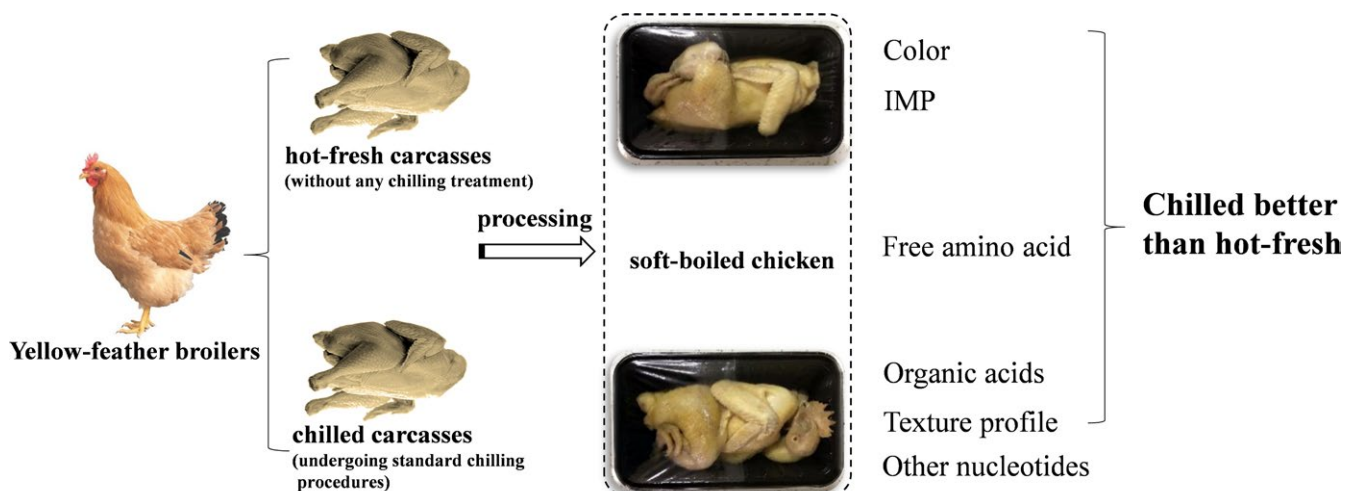 Yellow-feather broilers
hot-fresh carcasses
(without any chilling treatment)
chilled carcasses
(undergoing standard chilling
procedures)
processing
soft-boiled chicken
Color
IMP
Free amino acid
Organic acids
Texture profile
Other nucleotides
Chilled better
than hot-fresh